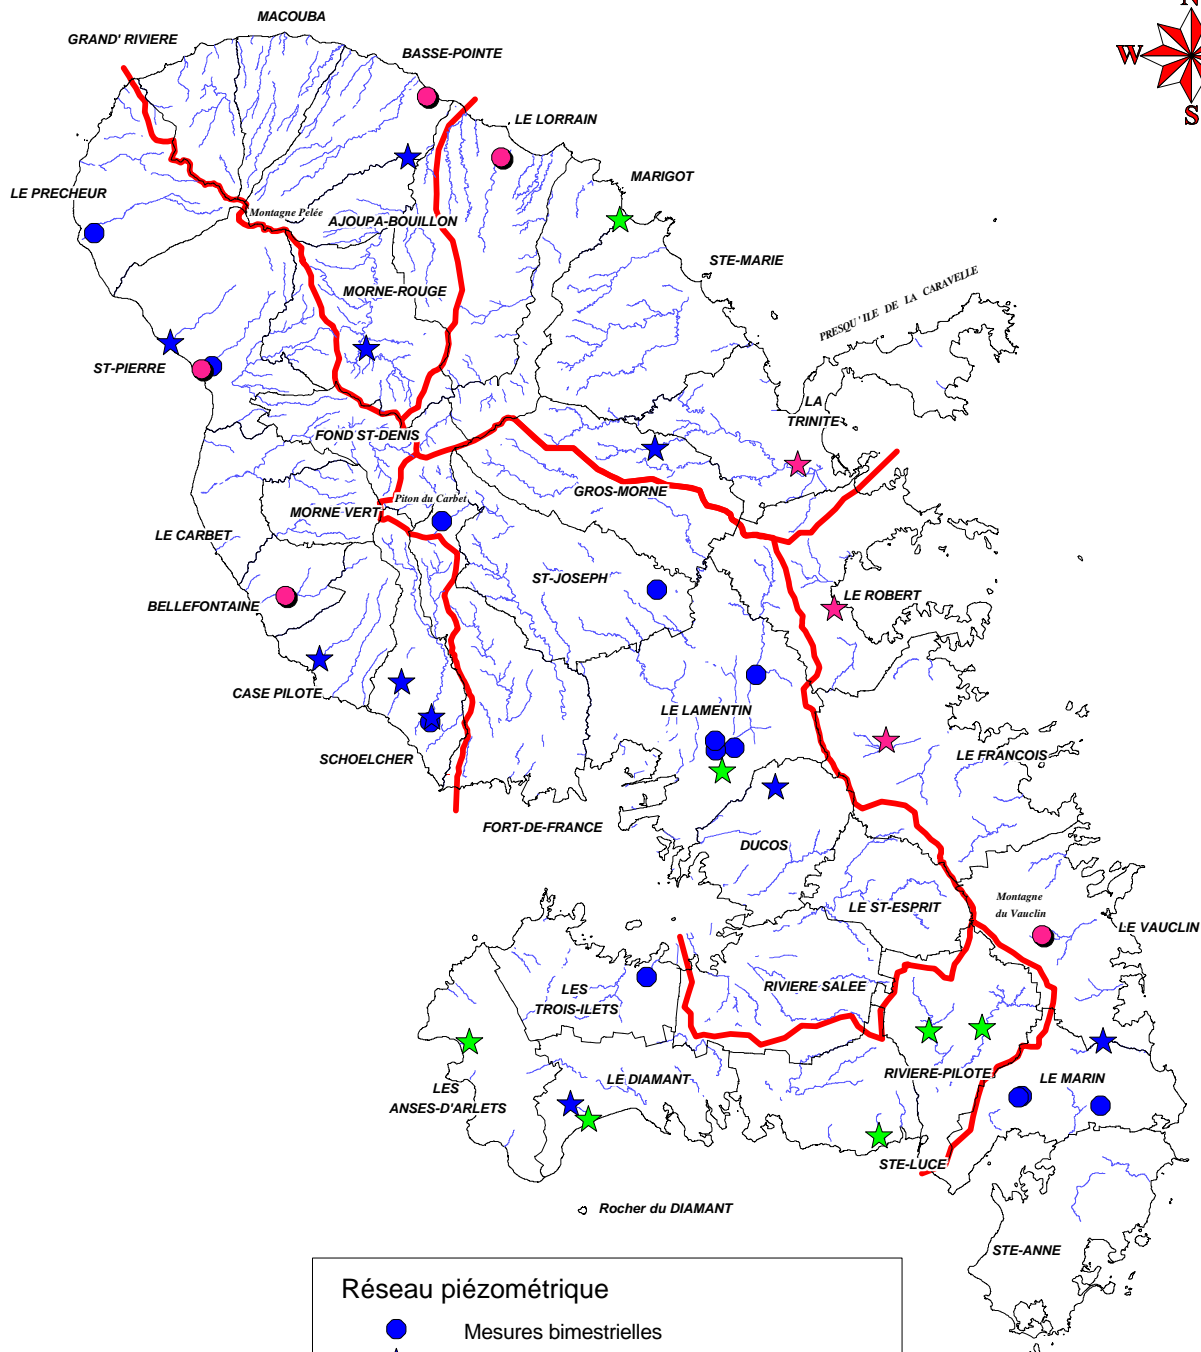 N
MACOUBA
GRAND' RIVIERE
BASSE-POINTE
W
S
LE LORRAIN
MARIGOT
LE PRECHEUR
Montagne Pelée
AJOUPA-BOUILLON
STE-MARIE
MORNE-ROUGE
PRESQU'ILE DE LA CARAVELLE
ST-PIERRE
LA
TRINITE
FOND ST-DENIS
GROS-MORNE
Piton du Carbet
MORNE VERT
LE CARBET
ST-JOSEPH
LE ROBERT
BELLEFONTAINE
CASE PILOTE
LE LAMENTIN
LE FRANCOIS
SCHOELCHER
FORT-DE-FRANCE
DUCOS
Montagne
du Vauclin
LE ST-ESPRIT
LE VAUCLIN
LES
TROIS-ILETS
RIVIERE SALEE
RIVIERE-PILOTE
LE DIAMANT
LE MARIN
LES
ANSES-D'ARLETS
STE-LUCE
Rocher du DIAMANT
STE-ANNE
Réseau piézométrique
Mesures bimestrielles